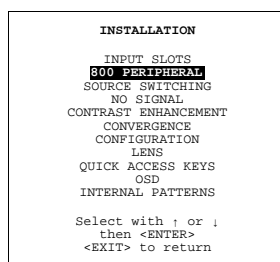 INSTALLATION
INPUT SLOTS
800 PERIPHERAL
SOURCE SWITCHING
NO SIGNAL
CONTRAST ENHANCEMENT
CONVERGENCE
CONFIGURATION
LENS
QUICK ACCESS KEYS
OSD
INTERNAL PATTERNS
Select with ↑ or ↓
then <ENTER>
<EXIT> to return